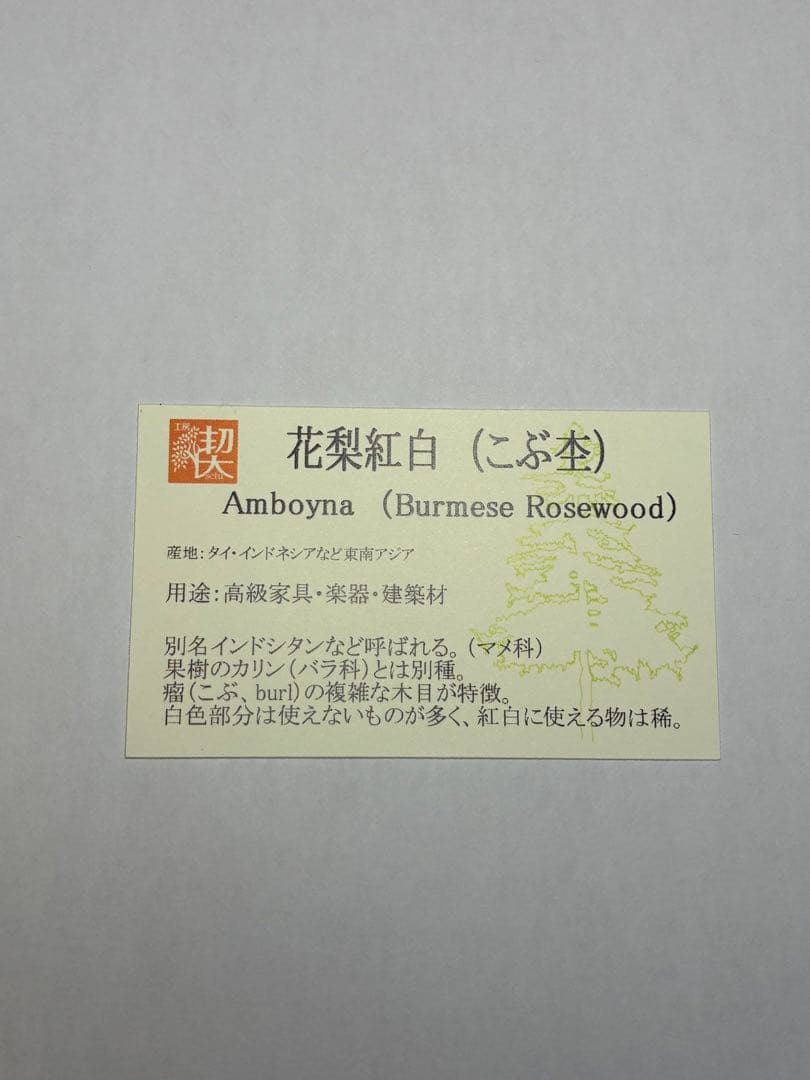 工房
楔
花梨紅白 (こぶ杢)
Amboyna (Burmese Rosewood)
産地:タイ・インドネシアなど東南アジア
用途:高級家具・楽器・建築材
別名インドシタンなど呼ばれる。(マメ科)
果樹のカリン(バラ科)とは別種。
瘤(こぶ、burl)の複雑な木目が特徴。
白色部分は使えないものが多く、紅白に使える物は稀。